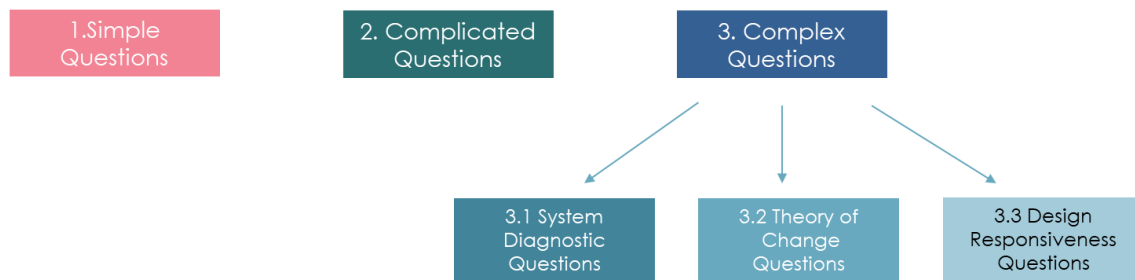 1.Simple
Questions
2. Complicated
Questions
3. Complex
Questions
3.1 System
Diagnostic
Questions
3.2 Theory of
Change
Questions
3.3 Design
Responsiveness
Questions